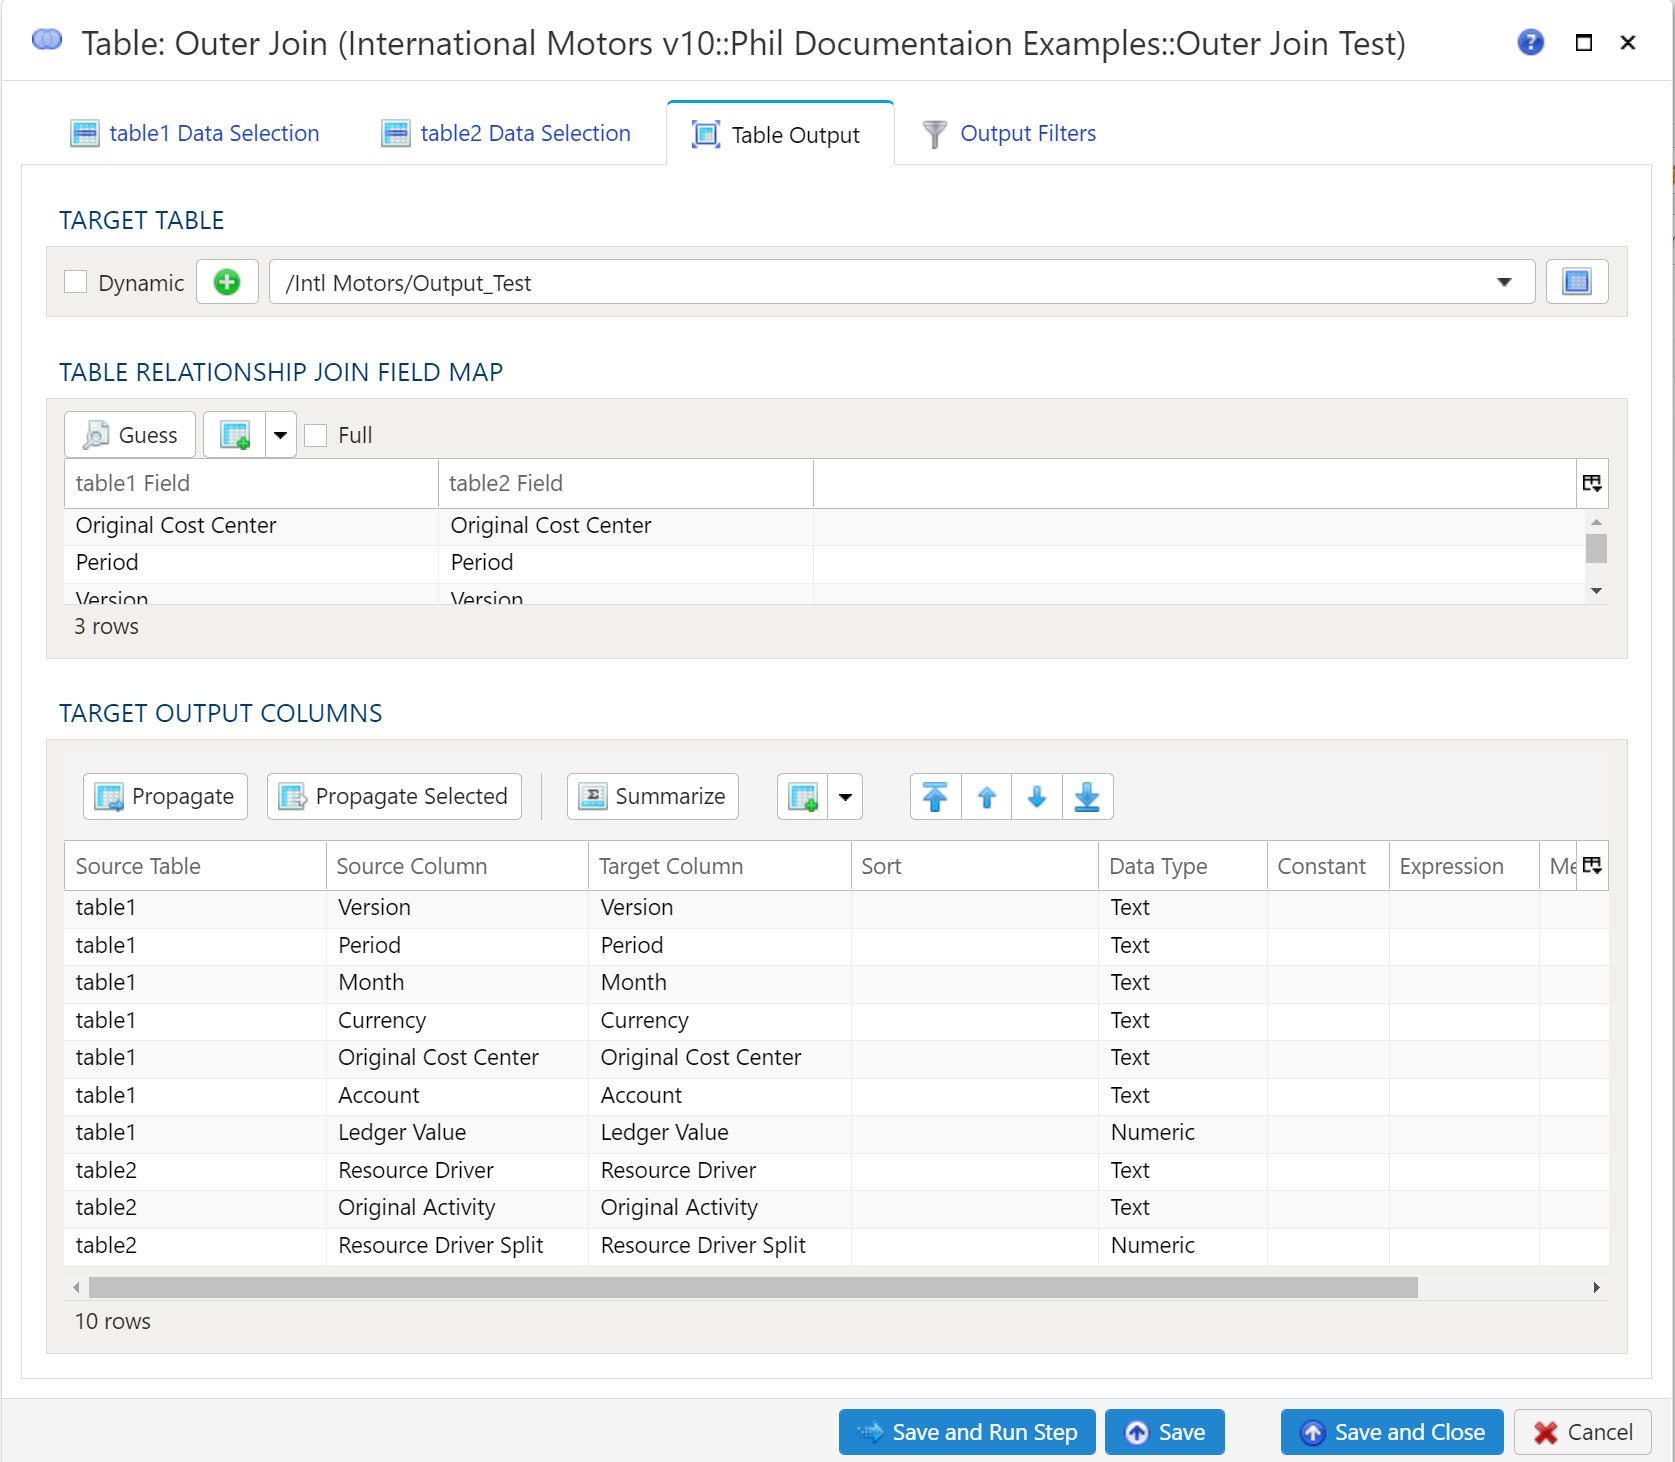 Table: Outer Join (International Motors v10::Phil Documentaion Examples::Outer Join Test)
table1 Data Selection table2 Data Selection Table Output Output Filters
TARGET TABLE
Dynamic /Intl Motors/Output_Test
TABLE RELATIONSHIP JOIN FIELD MAP
Guess Full
table1 Field table2 Field
Original Cost Center Original Cost Center
Period Period
Version Version
3 rows
TARGET OUTPUT COLUMNS
Propagate Propagate Selected Summarize
Source Table Source Column Target Column Sort Data Type Constant Expression Me
table1 Version Version Text
table1 Period Period Text
table1 Month Month Text
table1 Currency Currency Text
table1 Original Cost Center Original Cost Center Text
table1 Account Account Text
table1 Ledger Value Ledger Value Numeric
table2 Resource Driver Resource Driver Text
table2 Original Activity Original Activity Text
table2 Resource Driver Split Resource Driver Split Numeric
10 rows
Save and Run Step Save Save and Close Cancel